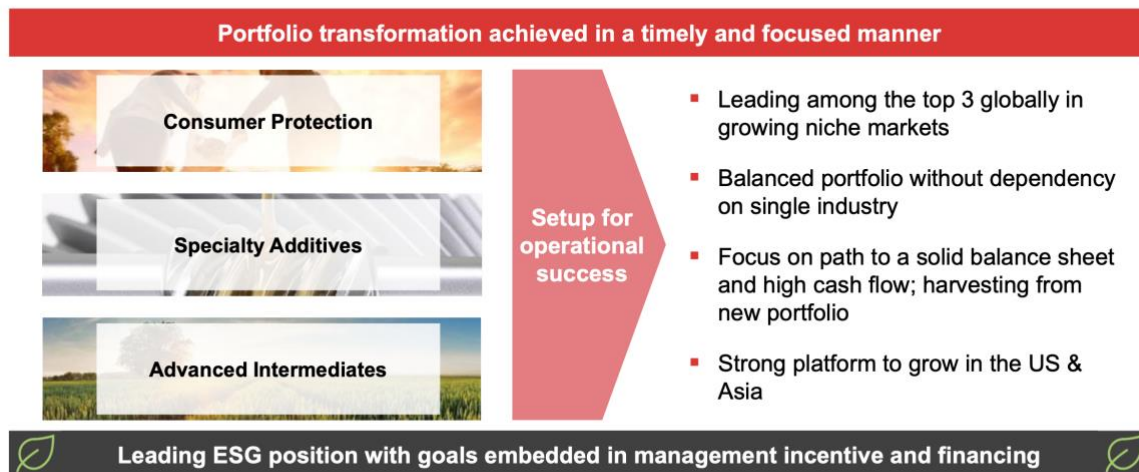 Portfolio transformation achieved in a timely and focused manner
Consumer Protection
Specialty Additives
Advanced Intermediates
Setup for
operational
success
▪ Leading among the top 3 globally in
growing niche markets
▪ Balanced portfolio without dependency
on single industry
▪ Focus on path to a solid balance sheet
and high cash flow; harvesting from
new portfolio
▪ Strong platform to grow in the US &
Asia
Leading ESG position with goals embedded in management incentive and financing